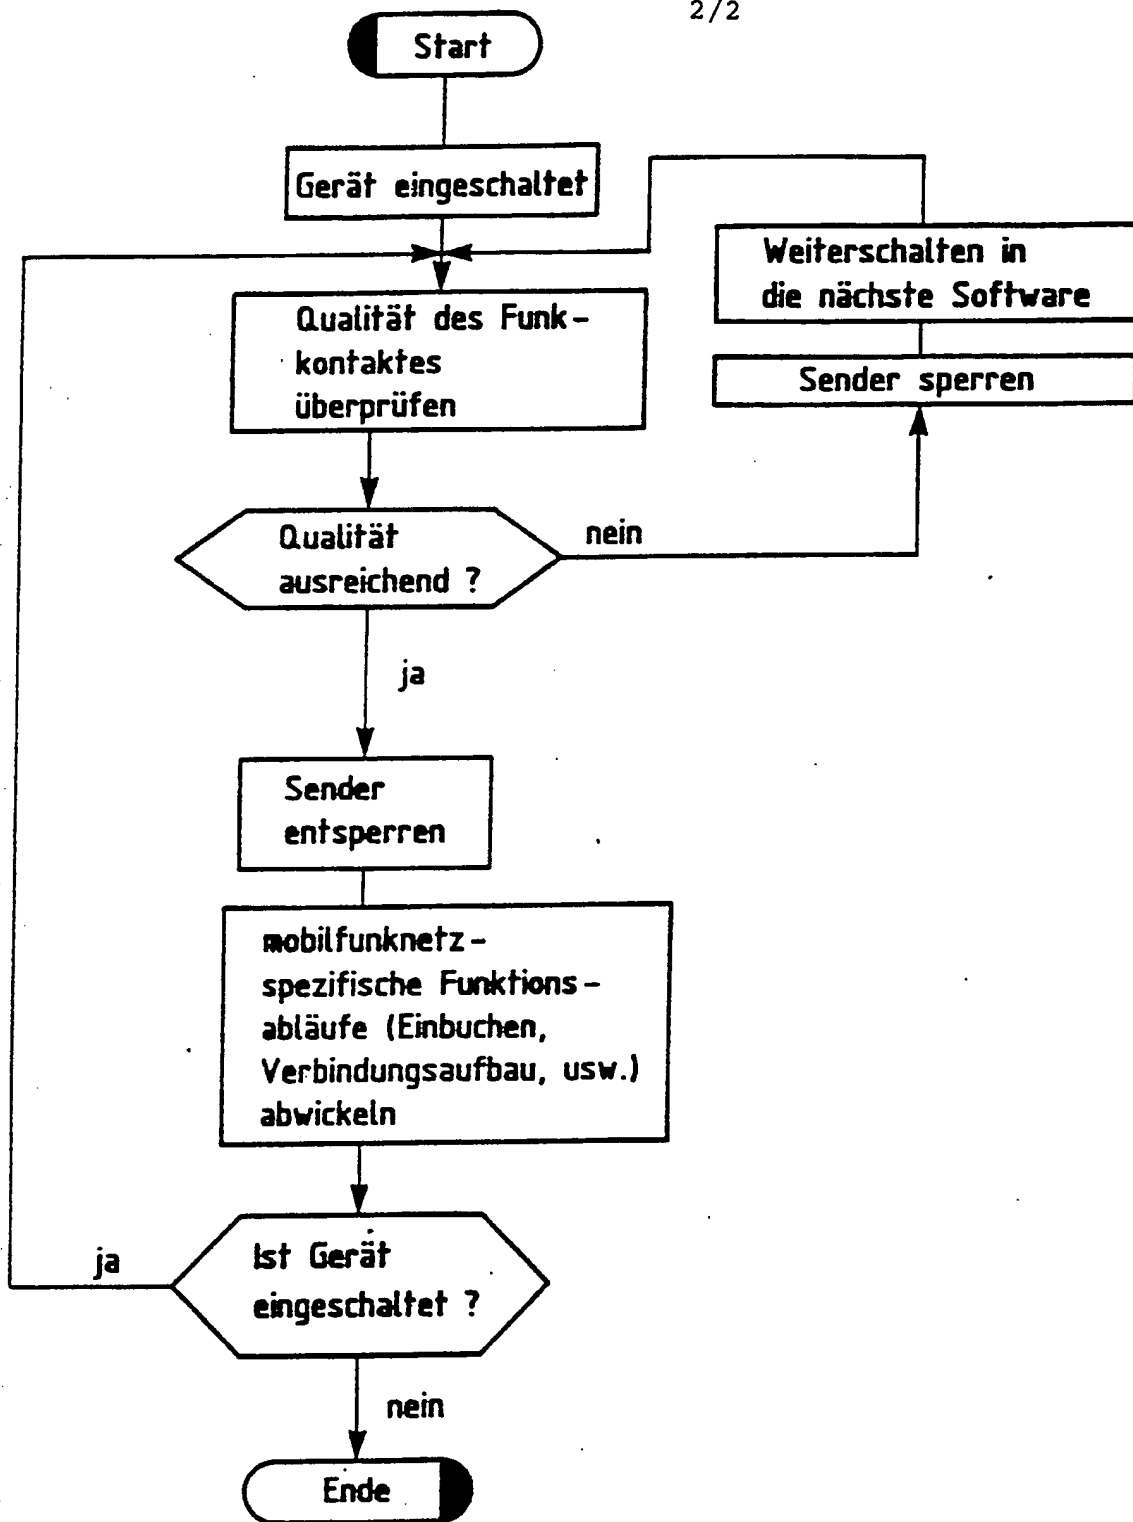 2/2
Start
Gerät eingeschaltet
Weiterschalten in
die nächste Software
Sender sperren
Qualität des Funk-
kontaktes
überprüfen
Qualität
ausreichend ?
nein
ja
Sender
entsperren
mobilfunknetz-
spezifische Funktions-
abläufe (Einbuchen,
Verbindungsaufbau, usw.)
abwickeln
Ist Gerät
eingeschaltet ?
ja
nein
Ende